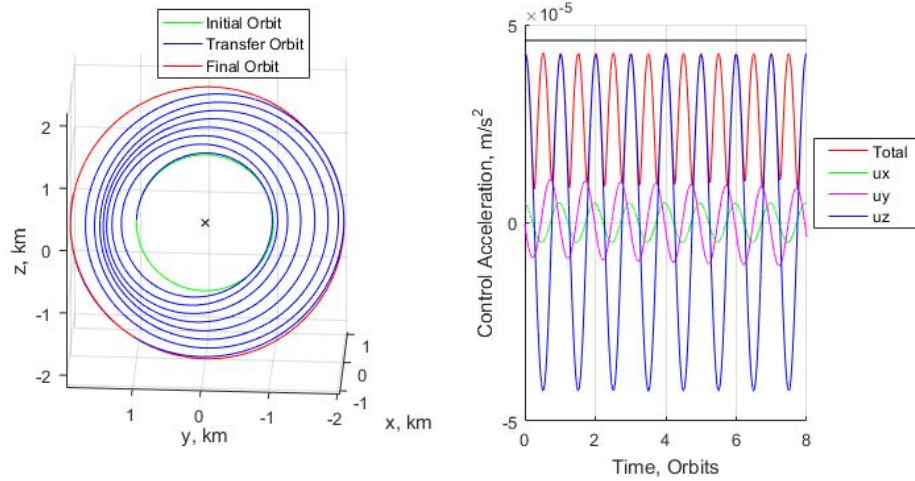 Initial Orbit
Transfer Orbit
Final Orbit
2
1
0
-1
-2
z, km
1
0
-1
-2
y, km
1
0
-1
x, km
×10⁻⁵
5
0
-5
Control Acceleration, m/s²
0
2
4
6
8
Time, Orbits
Total
ux
uy
uz